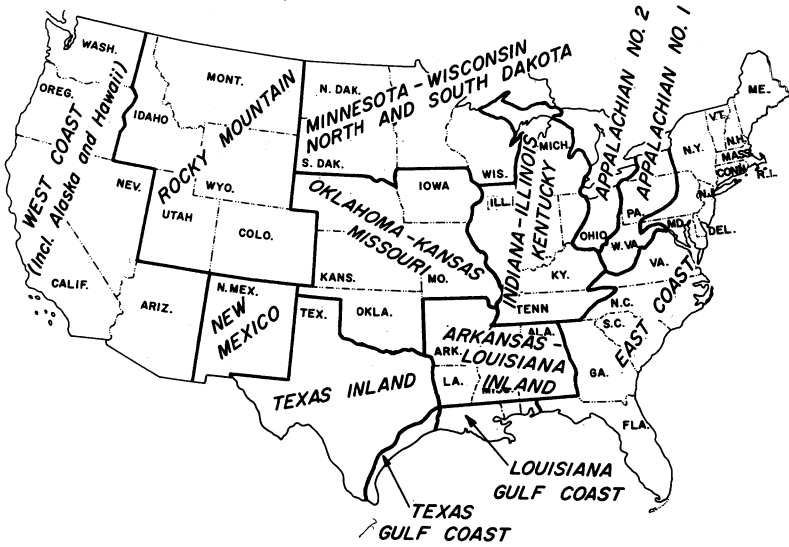 WASH.
OREG.
IDAHO
MONT.
N. DAK.
S. DAK.
WYO.
NEV.
UTAH
COLO.
CALIF.
ARIZ.
N. MEX.
TEX.
OKLA.
KANS.
MO.
IOWA
WIS.
ILL.
MICH.
OHIO
KY.
TENN
ARK.
LA.
ALA.
GA.
FLA.
S.C.
N.C.
VA.
W. VA.
PA.
MD.
DEL.
N.J.
N.Y.
CONN.
R.I.
MASS.
VT.
N.H.
ME.
WEST COAST
(Incl. Alaska and Hawaii)
ROCKY MOUNTAIN
MINNESOTA-WISCONSIN
NORTH AND SOUTH DAKOTA
OKLAHOMA-KANSAS
MISSOURI
INDIANA-ILLINOIS
KENTUCKY
APPALACHIAN NO. 2
APPALACHIAN NO. 1
EAST COAST
NEW
MEXICO
TEXAS INLAND
ARKANSAS-
LOUISIANA
INLAND
LOUISIANA
GULF COAST
TEXAS
GULF COAST